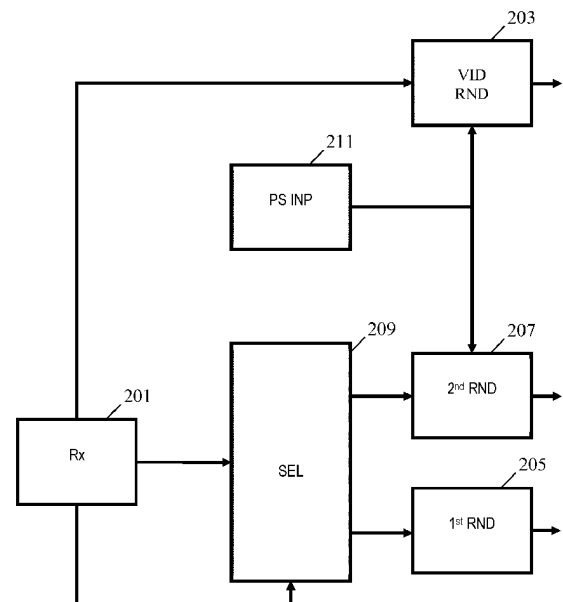 203
VID
RND
211
PS INP
209
207
2nd RND
201
Rx
SEL
205
1st RND